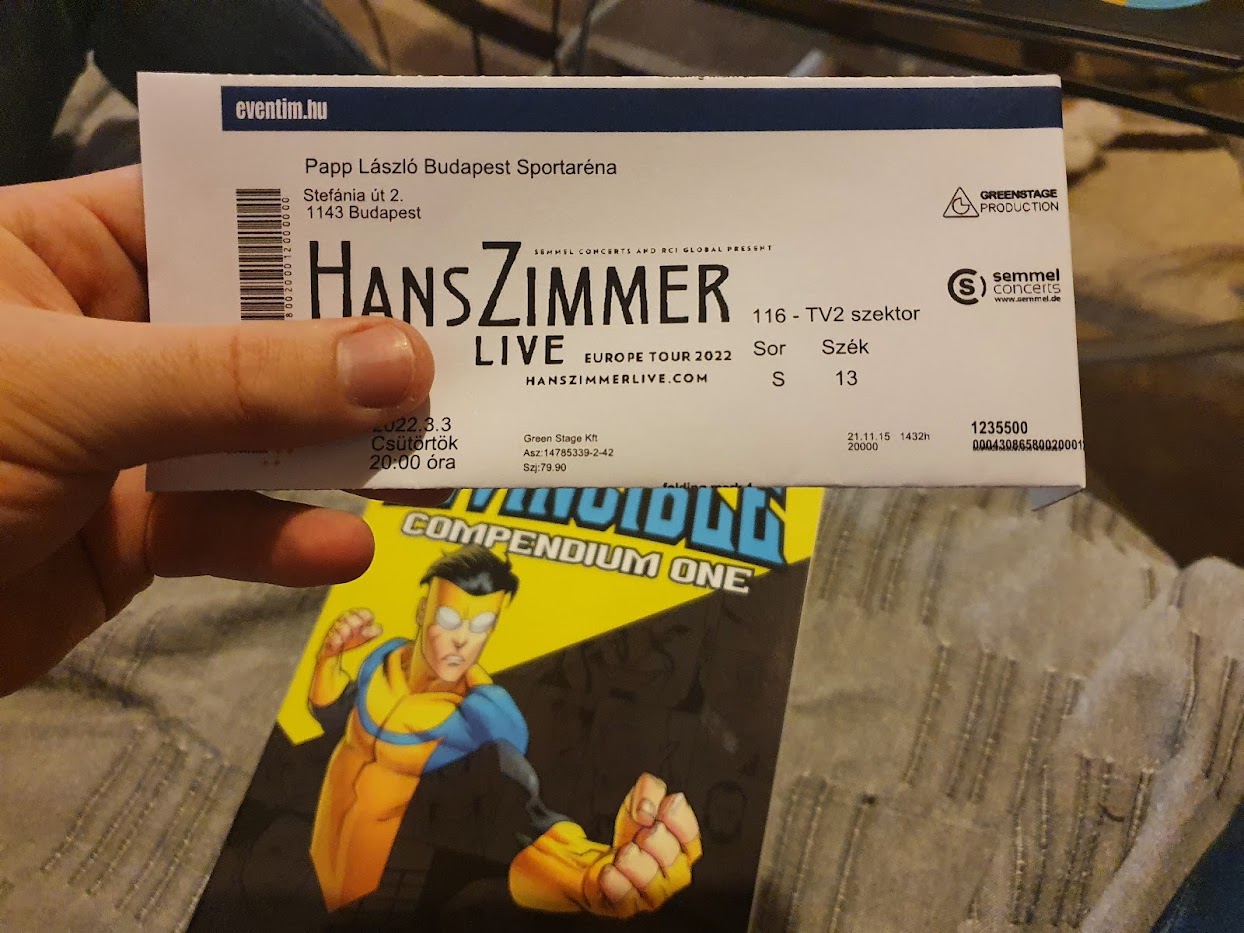 eventim.hu
Papp László Budapest Sportaréna
Stefánia út 2.
1143 Budapest
GREENSTAGE
PRODUCTION
SEMMEL CONCERTS AND RCI GLOBAL PRESENT
HANS ZIMMER
LIVE
EUROPE TOUR 2022
HANSZIMMERLIVE.COM
semmel
concerts
www.semmel.de
116 - TV2 szektor
Sor Szék
S 13
2022.3.3
Csütörtök
20:00 óra
Green Stage Kft
Asz:14785339-2-42
Szj:79.90
21.11.15 1432h
20000
1235500
COMPENDIUM ONE